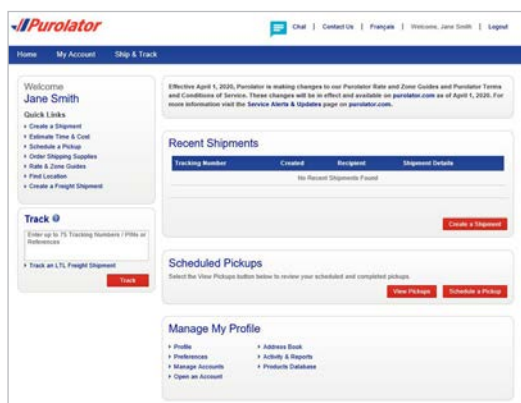 Purolator
Chat | Contact Us | Français | Welcome, Jane Smith | Logout
Home My Account Ship & Track
Welcome
Jane Smith
Quick Links
Create a Shipment
Estimate Time & Cost
Schedule a Pickup
Order Shipping Supplies
Rate & Zone Guides
Find Location
Create a Freight Shipment
Track
Enter up to 75 Tracking Numbers / PINs or
References
Track an LTL Freight Shipment
Track
Effective April 1, 2020, Purolator is making changes to our Purolator Rate and Zone Guides and Purolator Terms
and Conditions of Service. These changes will be in effect and available on purolator.com as of April 1, 2020. For
more information visit the Service Alerts & Updates page on purolator.com.
Recent Shipments
Tracking Number Created Recipient Shipment Details
No Recent Shipments Found
Create a Shipment
Scheduled Pickups
Select the View Pickups button below to review your scheduled and completed pickups.
View Pickups Schedule a Pickup
Manage My Profile
Profile
Preferences
Manage Accounts
Open an Account
Address Book
Activity & Reports
Products Database